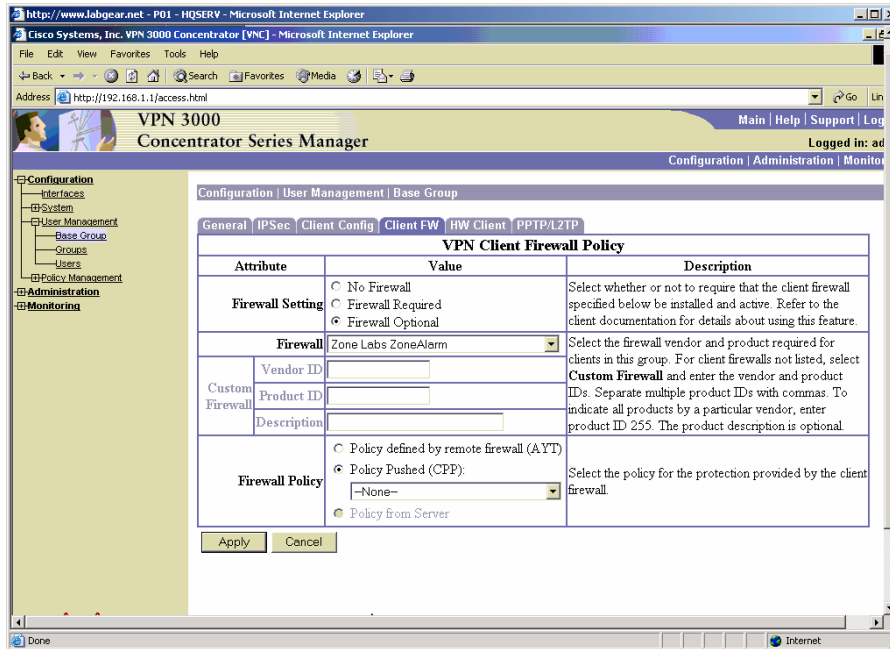 http://www.labgear.net - P01 - HQSERV - Microsoft Internet Explorer
Cisco Systems, Inc. VPN 3000 Concentrator [VNC] - Microsoft Internet Explorer
File Edit View Favorites Tools Help
Back Search Favorites Media
Address http://192.168.1.1/access.html Go Lin
VPN 3000
Concentrator Series Manager
Main | Help | Support | Log
Logged in: ad
Configuration | Administration | Monitor
Configuration
Interfaces
System
User Management
Base Group
Groups
Users
Policy Management
Administration
Monitoring
Configuration | User Management | Base Group
General IPSec Client Config Client FW HW Client PPTP/L2TP
VPN Client Firewall Policy
Attribute Value Description
Firewall Setting
No Firewall
Firewall Required
Firewall Optional
Select whether or not to require that the client firewall
specified below be installed and active. Refer to the
client documentation for details about using this feature.
Firewall Zone Labs ZoneAlarm
Custom
Firewall
Vendor ID
Product ID
Description
Select the firewall vendor and product required for
clients in this group. For client firewalls not listed, select
Custom Firewall and enter the vendor and product
IDs. Separate multiple product IDs with commas. To
indicate all products by a particular vendor, enter
product ID 255. The product description is optional.
Firewall Policy
Policy defined by remote firewall (AYT)
Policy Pushed (CPP):
--None--
Policy from Server
Select the policy for the protection provided by the client
firewall.
Apply Cancel
Done Internet